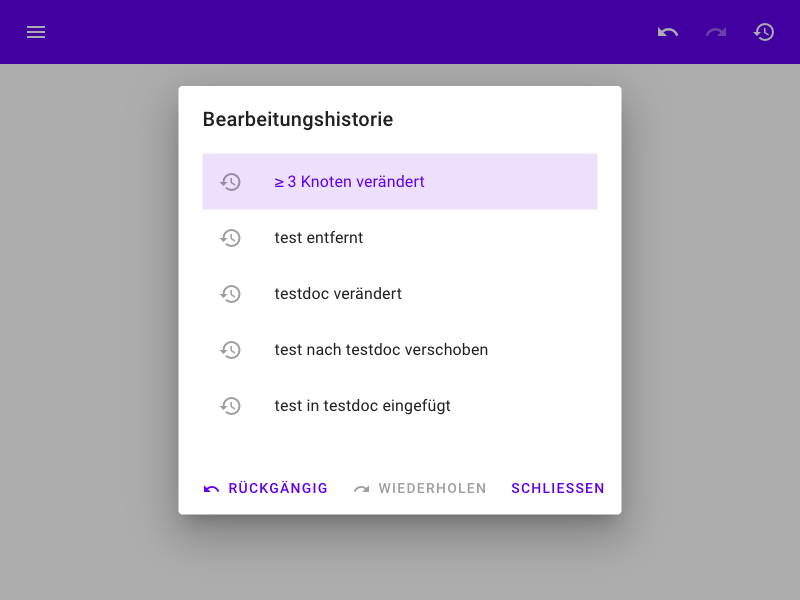 Bearbeitungshistorie
≥ 3 Knoten verändert
test entfernt
testdoc verändert
test nach testdoc verschoben
test in testdoc eingefügt
RÜCKGÄNGIG WIEDERHOLEN SCHLIESSEN